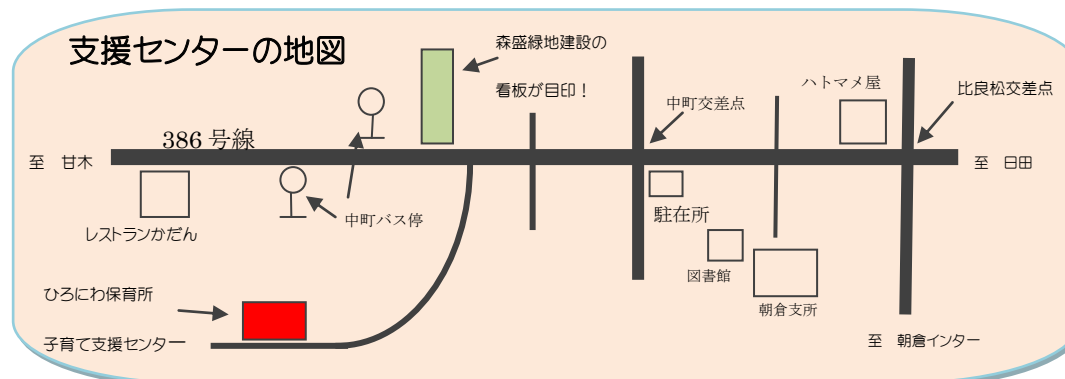 支援センターの地図
森盛緑地建設の
看板が目印！
ハトマメ屋
比良松交差点
中町交差点
386 号線
至　甘木
至　日田
レストランかだん
中町バス停
駐在所
図書館
朝倉支所
ひろにわ保育所
子育て支援センター
至　朝倉インター